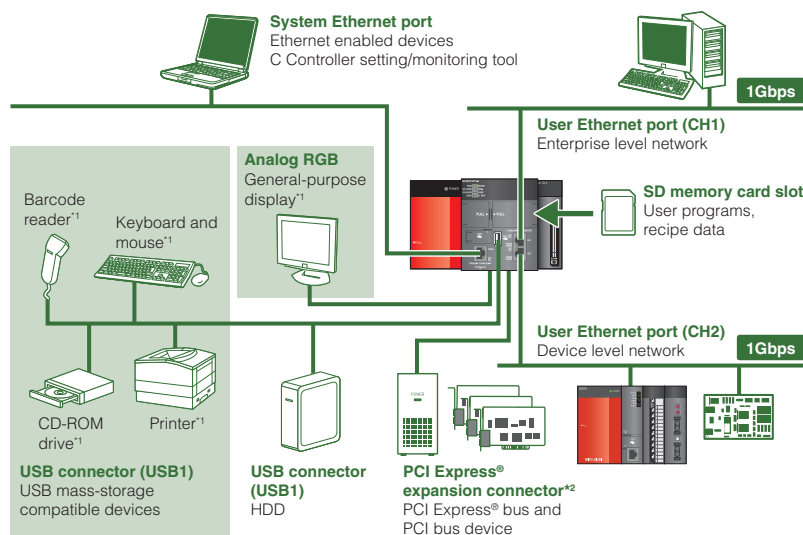 System Ethernet port
Ethernet enabled devices
C Controller setting/monitoring tool
1Gbps
User Ethernet port (CH1)
Enterprise level network
Analog RGB
General-purpose
display*1
Barcode
reader*1
Keyboard and
mouse*1
POWER
PULL
PULL
SD memory card slot
User programs,
recipe data
User Ethernet port (CH2)
Device level network
1Gbps
CD-ROM
drive*1
Printer*1
USB connector (USB1)
USB mass-storage
compatible devices
USB connector
(USB1)
HDD
POWER
PCI Express®
expansion connector*2
PCI Express® bus and
PCI bus device